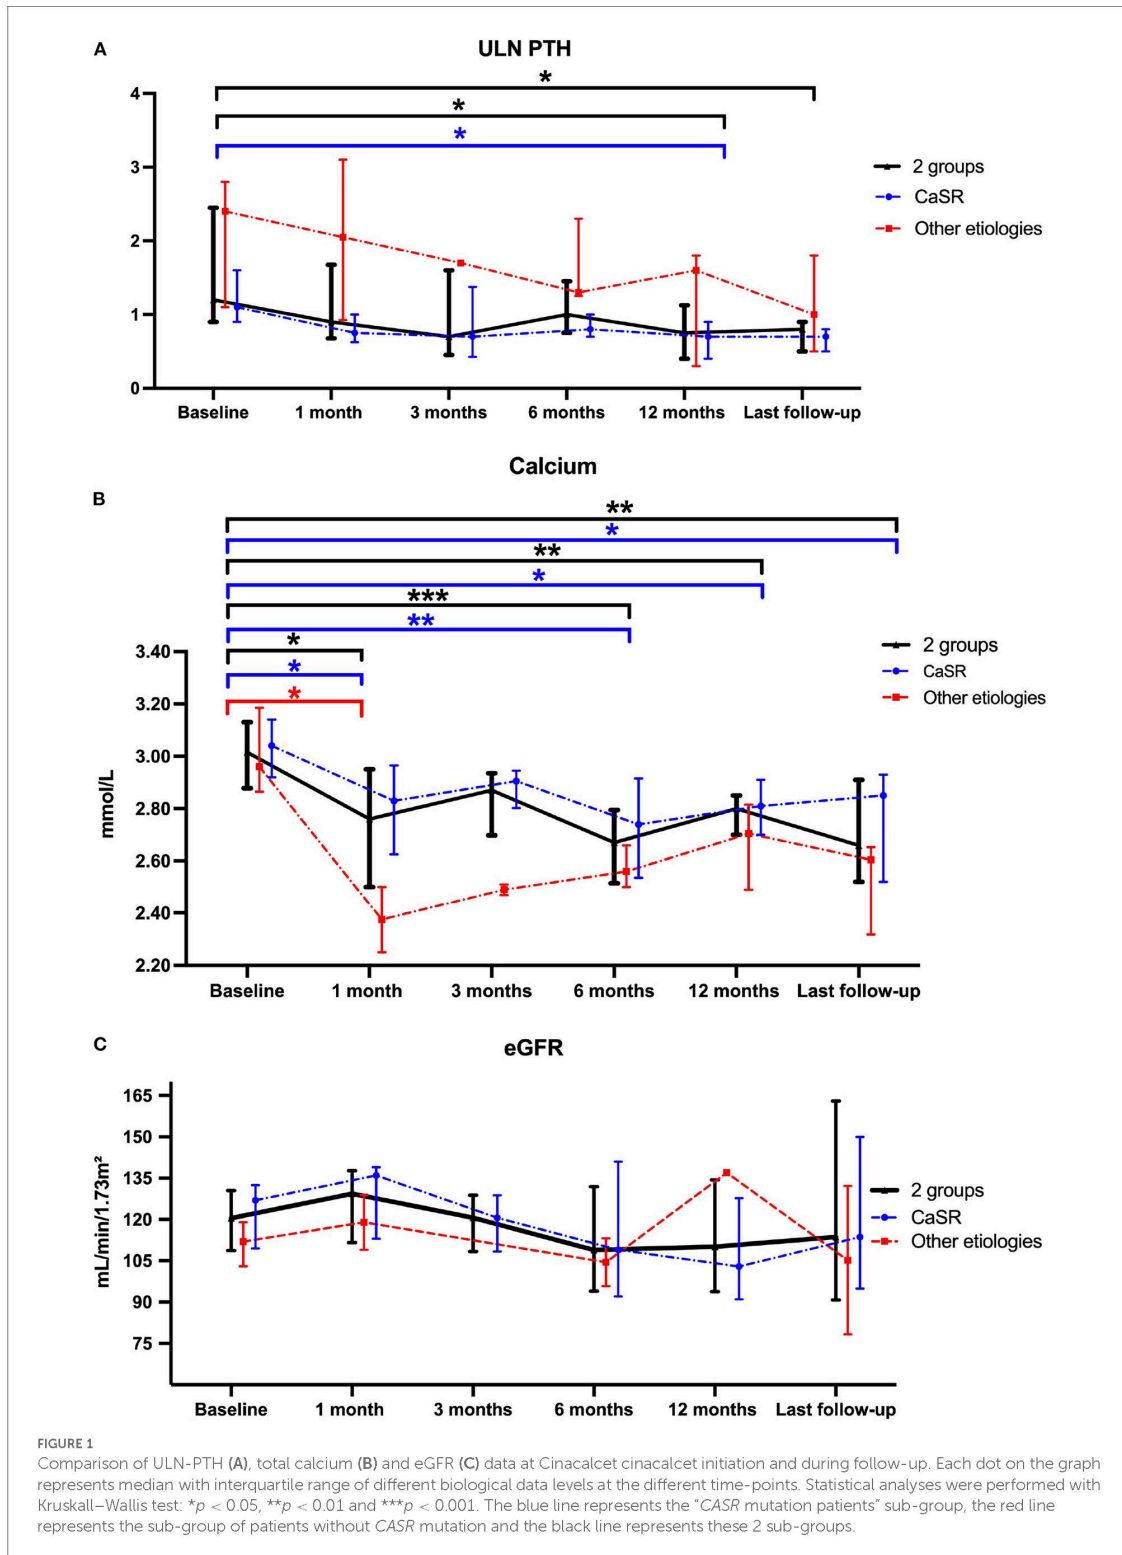 A
ULN PTH
*
*
*
4
3
2
1
0
2 groups
CaSR
Other etiologies
Baseline
1 month
3 months
6 months
12 months
Last follow-up
Calcium
B
**
*
**
*
***
**
*
*
*
3.40
3.20
3.00
2.80
2.60
2.40
2.20
mmol/L
2 groups
CaSR
Other etiologies
Baseline
1 month
3 months
6 months
12 months
Last follow-up
C
eGFR
165
150
135
120
105
90
75
mL/min/1.73m²
2 groups
CaSR
Other etiologies
Baseline
1 month
3 months
6 months
12 months
Last follow-up
FIGURE 1
Comparison of ULN-PTH (A), total calcium (B) and eGFR (C) data at Cinacalcet cinacalcet initiation and during follow-up. Each dot on the graph
represents median with interquartile range of different biological data levels at the different time-points. Statistical analyses were performed with
Kruskall–Wallis test: *p < 0.05, **p < 0.01 and ***p < 0.001. The blue line represents the "CASR mutation patients" sub-group, the red line
represents the sub-group of patients without CASR mutation and the black line represents these 2 sub-groups.